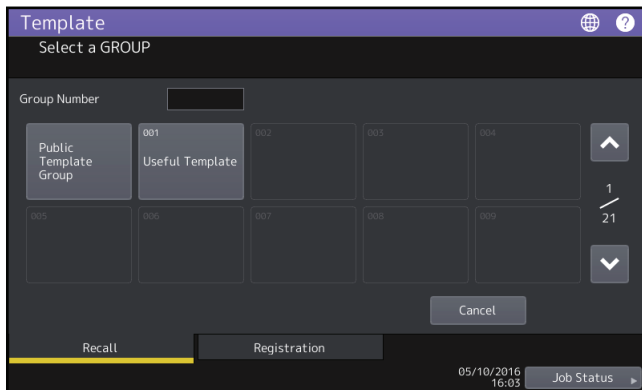 Template
?
Select a GROUP
Group Number
Public
Template
Group
001
Useful Template
002
003
004
1
21
005
006
007
008
009
Cancel
Recall
Registration
05/10/2016
16:03
Job Status